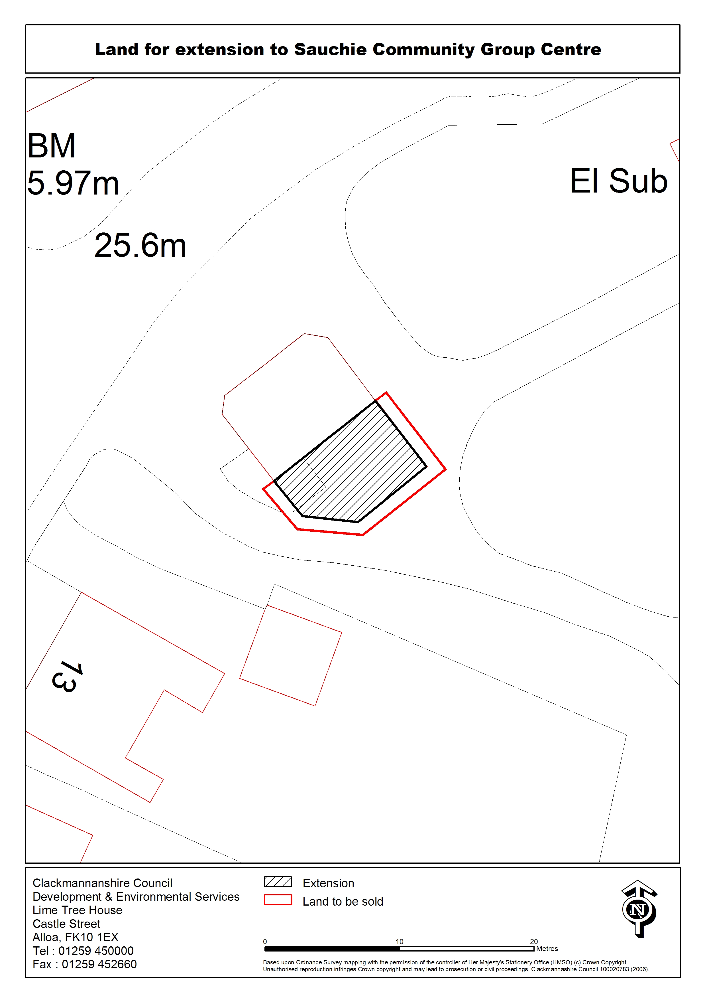 Land for extension to Sauchie Community Group Centre
BM
5.97m
El Sub
25.6m
13
Clackmannanshire Council
Development & Environmental Services
Lime Tree House
Castle Street
Alloa, FK10 1EX
Tel : 01259 450000
Fax : 01259 452660
Extension
Land to be sold
N
0 10 20
Metres
Based upon Ordnance Survey mapping with the permission of the controller of Her Majesty's Stationery Office (HMSO) (c) Crown Copyright.
Unauthorised reproduction infringes Crown copyright and may lead to prosecution or civil proceedings. Clackmannashire Council 100020783 (2006).